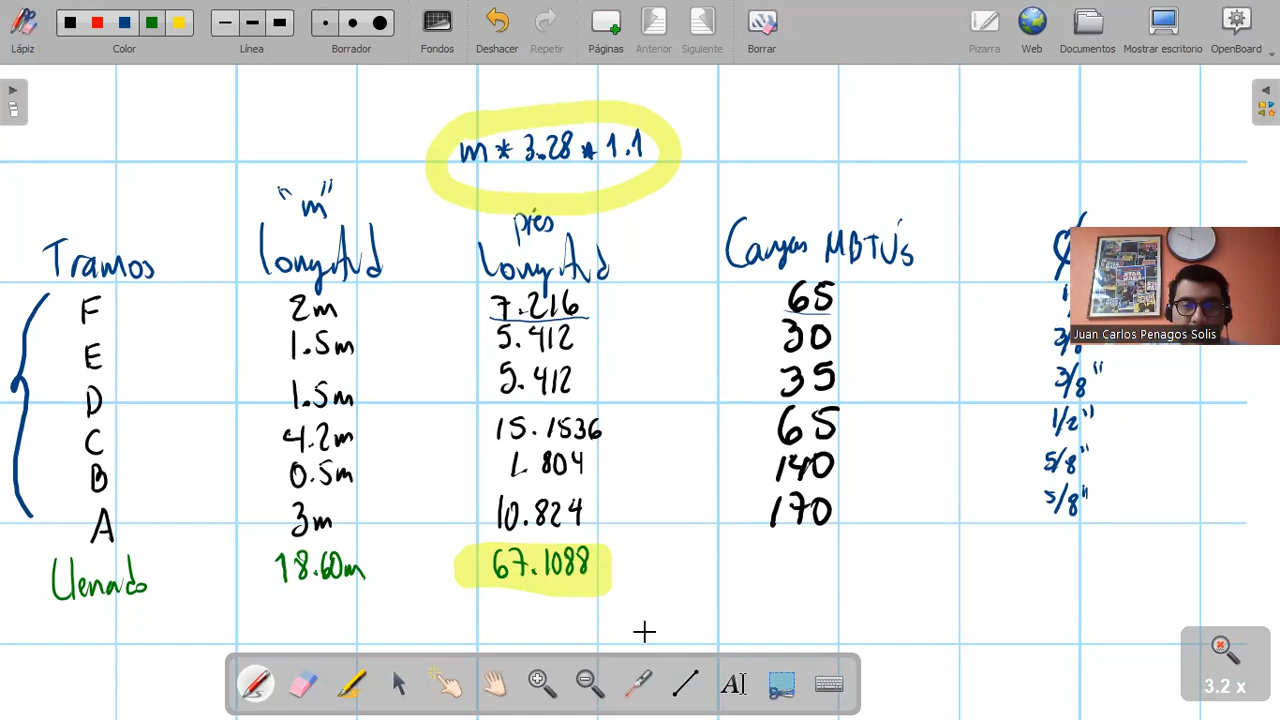 Lápiz Color Línea Borrador Fondos Deshacer Repetir Páginas Anterior Siguiente Borrar Pizarra Web Documentos Mostrar escritorio OpenBoard
m * 3.28 * 1.1
"m" pies
Tramos Longitud Longitud Cargas MBTU's Ø
F 2m 7.216 65
E 1.5m 5.412 30 3/8
D 1.5m 5.412 35 3/8"
C 4.2m 15.1536 65 1/2"
B 0.5m 1.804 140 5/8"
A 3m 10.824 170 5/8"
Llenado 18.60m 67.1088
Juan Carlos Penagos Solis
3.2 x